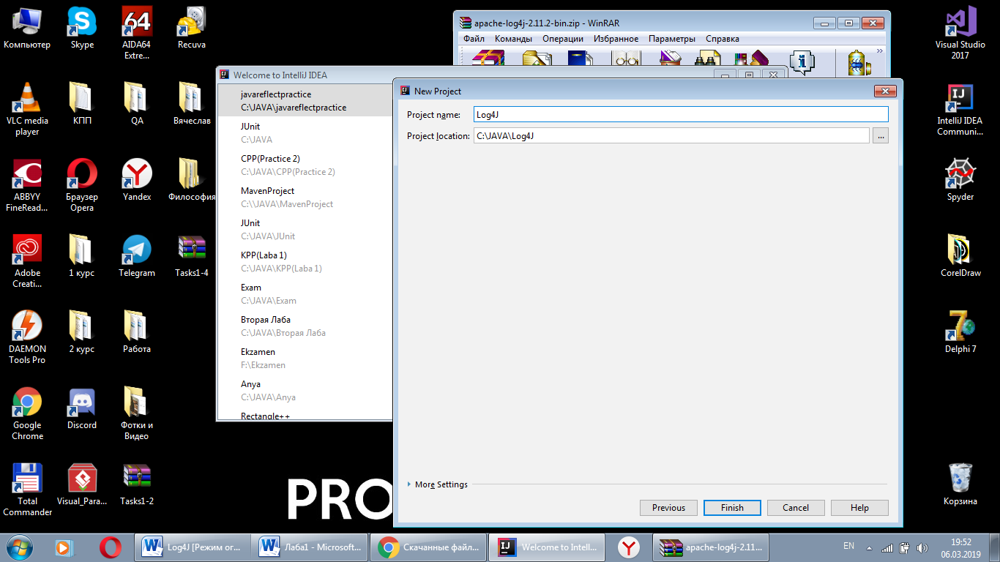 Компьютер
Skype
AIDA64
Extre...
Recuva
64
VLC media
player
КПП
QA
Вячеслав
ABBYY
FineRead...
Браузер
Opera
Yandex
Философия
Adobe
Creati...
1 курс
Telegram
Tasks1-4
DAEMON
Tools Pro
2 курс
Работа
Google
Chrome
Discord
Фотки и
Видео
Total
Commander
Visual_Para...
Tasks1-2
apache-log4j-2.11.2-bin.zip - WinRAR
Файл Команды Операции Избранное Параметры Справка
Welcome to IntelliJ IDEA
javareflectpractice
C:\JAVA\javareflectpractice
JUnit
C:\JAVA
CPP(Practice 2)
C:\JAVA\CPP(Practice 2)
MavenProject
C:\\JAVA\MavenProject
JUnit
C:\JAVA\JUnit
KPP(Laba 1)
C:\JAVA\KPP(Laba 1)
Exam
C:\JAVA\Exam
Вторая Лаба
C:\JAVA\Вторая Лаба
Ekzamen
F:\Ekzamen
Anya
C:\JAVA\Anya
Rectangle++
New Project
Project name: Log4J
Project location: C:\JAVA\Log4J
...
More Settings
Previous Finish Cancel Help
PRO
Visual Studio
2017
IJ
IntelliJ IDEA
Communi...
Spyder
CorelDraw
Delphi 7
Корзина
Log4J [Режим ог...
Лаба1 - Microsoft...
Скачанные файл...
Welcome to Intell...
apache-log4j-2.11...
EN
19:52
06.03.2019